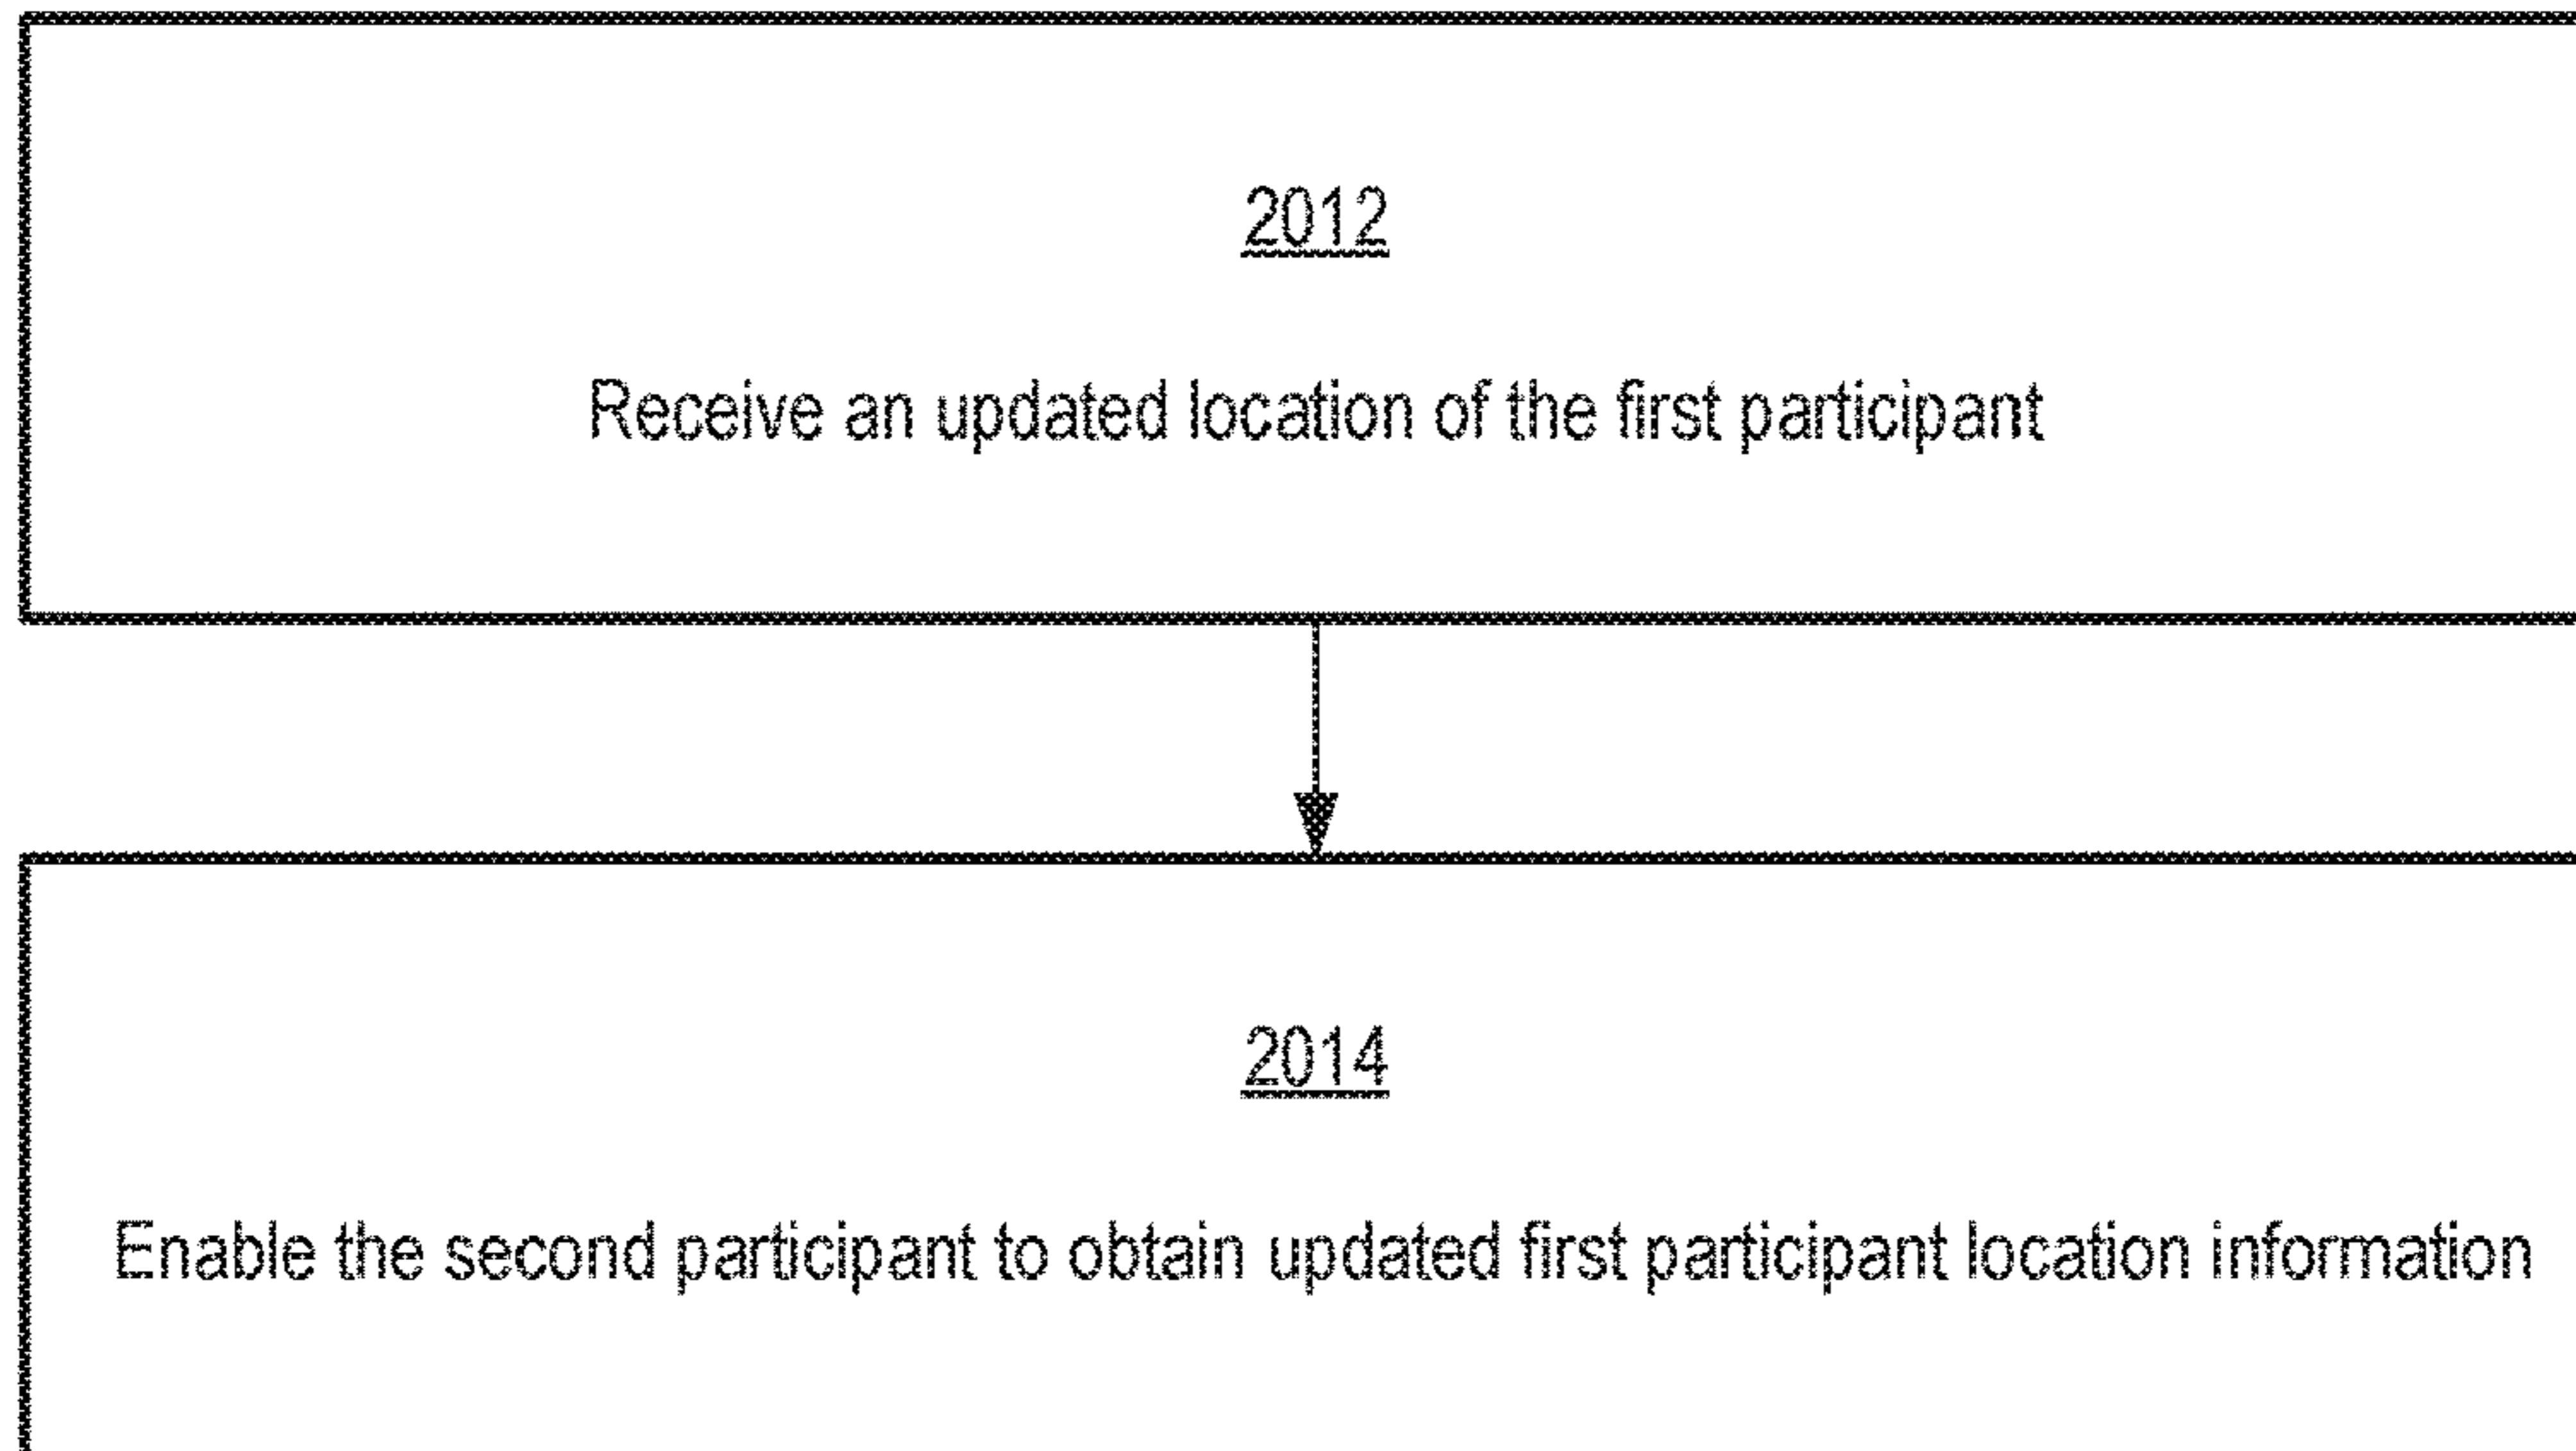 2012
Receive an updated location of the first participant
2014
Enable the second participant to obtain updated first participant location information